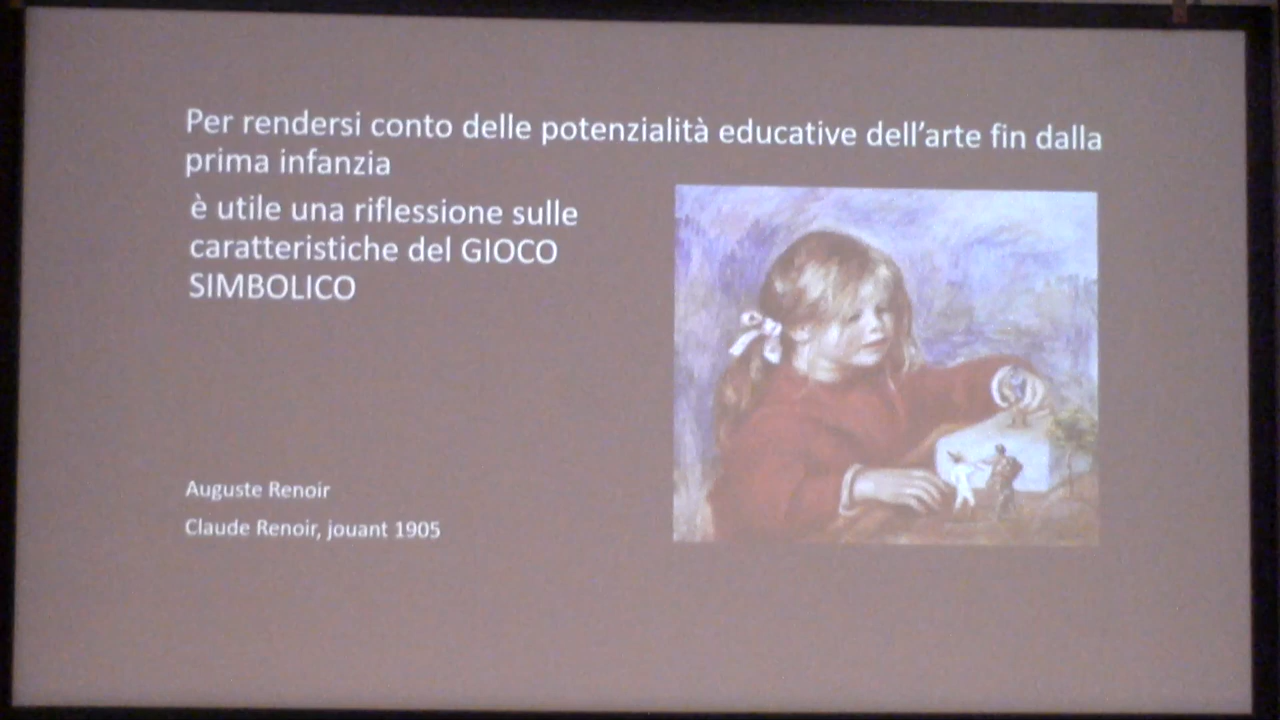 Per rendersi conto delle potenzialità educative dell’arte fin dalla
prima infanzia
è utile una riflessione sulle
caratteristiche del GIOCO
SIMBOLICO
Auguste Renoir
Claude Renoir, jouant 1905